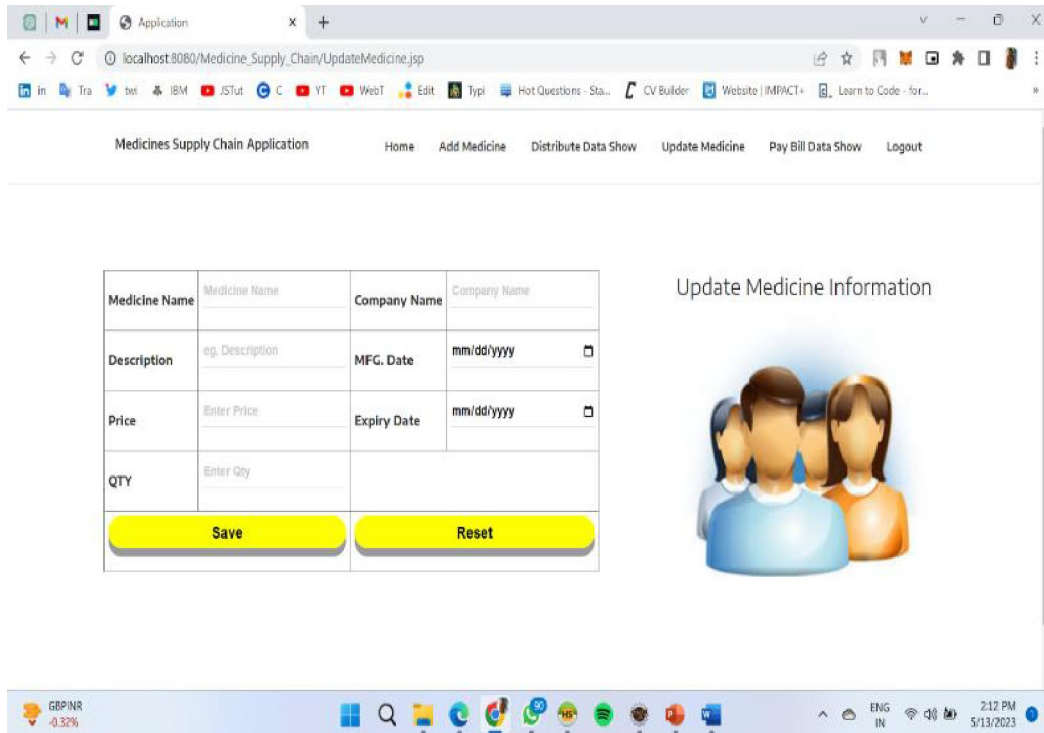 Application
localhost:8080/Medicine_Supply_Chain/UpdateMedicine.jsp
in Tra twi IBM JSTut C YT WebT Edit Typi Hot Questions - Sta... CV Builder Website | IMPACT+ Learn to Code - for... »
Medicines Supply Chain Application Home Add Medicine Distribute Data Show Update Medicine Pay Bill Data Show Logout
Update Medicine Information
Medicine Name Medicine Name Company Name Company Name
Description eg. Description MFG. Date mm/dd/yyyy
Price Enter Price Expiry Date mm/dd/yyyy
QTY Enter Qty
Save Reset
GBPINR
-0.32%
90
ENG
IN
2:12 PM
5/13/2023